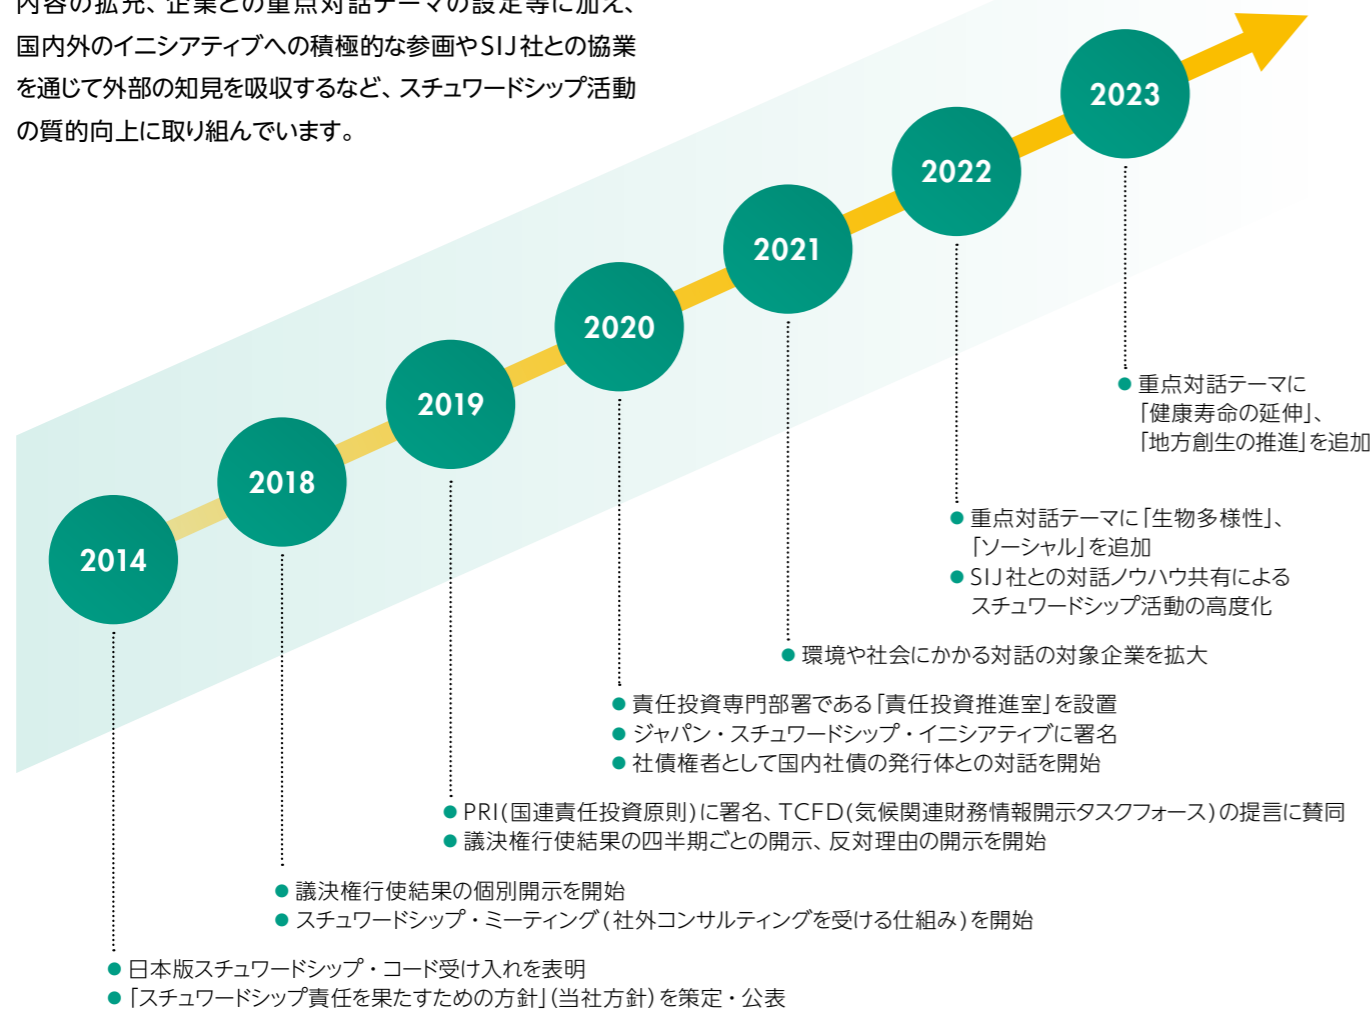 内容の拡充、企業との重点対話テーマの設定等に加え、
国内外のイニシアティブへの積極的な参画やSIJ社との協業
を通じて外部の知見を吸収するなど、スチュワードシップ活動
の質的向上に取り組んでいます。
2014
● 日本版スチュワードシップ・コード受け入れを表明
● 「スチュワードシップ責任を果たすための方針」(当社方針)を策定・公表
2018
● 議決権行使結果の個別開示を開始
● スチュワードシップ・ミーティング(社外コンサルティングを受ける仕組み)を開始
2019
● PRI(国連責任投資原則)に署名、TCFD(気候関連財務情報開示タスクフォース)の提言に賛同
● 議決権行使結果の四半期ごとの開示、反対理由の開示を開始
2020
● 責任投資専門部署である「責任投資推進室」を設置
● ジャパン・スチュワードシップ・イニシアティブに署名
● 社債権者として国内社債の発行体との対話を開始
2021
● 環境や社会にかかる対話の対象企業を拡大
2022
● 重点対話テーマに「生物多様性」、
「ソーシャル」を追加
● SIJ社との対話ノウハウ共有による
スチュワードシップ活動の高度化
2023
● 重点対話テーマに
「健康寿命の延伸」、
「地方創生の推進」を追加